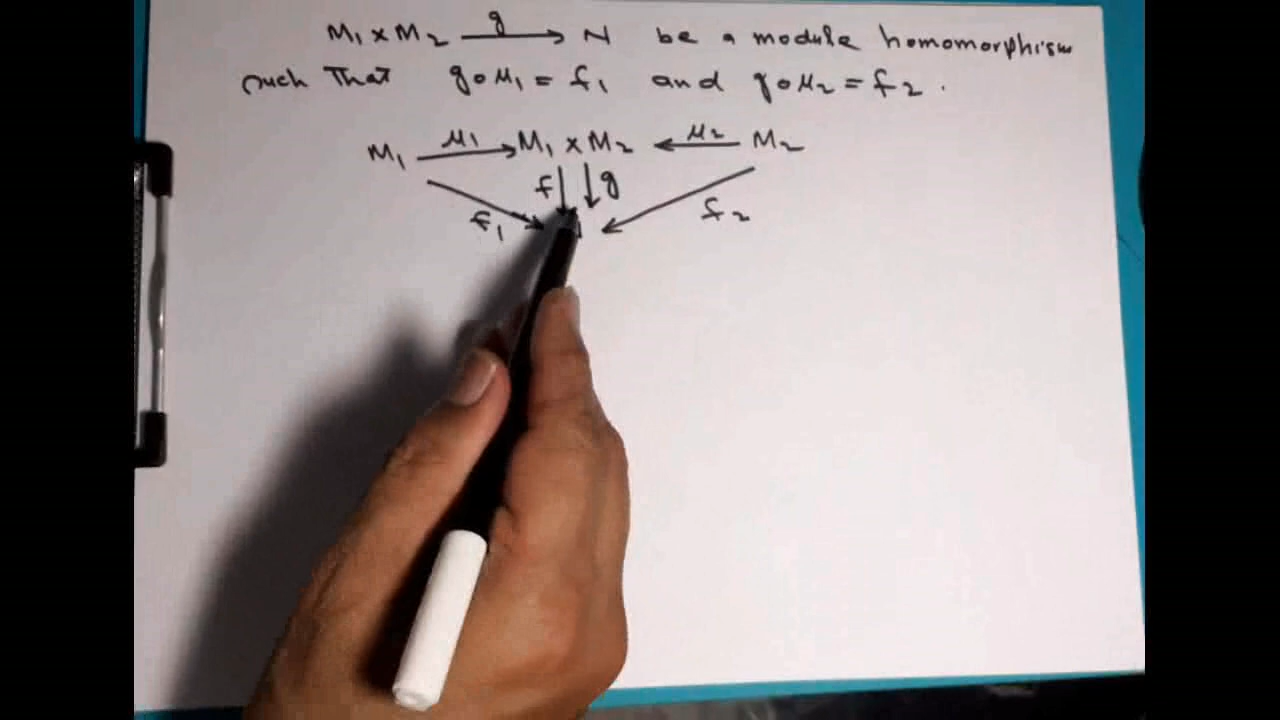 M₁ × M₂ —g→ N be a module homomorphism
such that g∘μ₁ = f₁ and g∘μ₂ = f₂ .
M₁ —μ₁→ M₁ × M₂ ←μ₂— M₂
f ↓ ↓ g
f₁ f₂